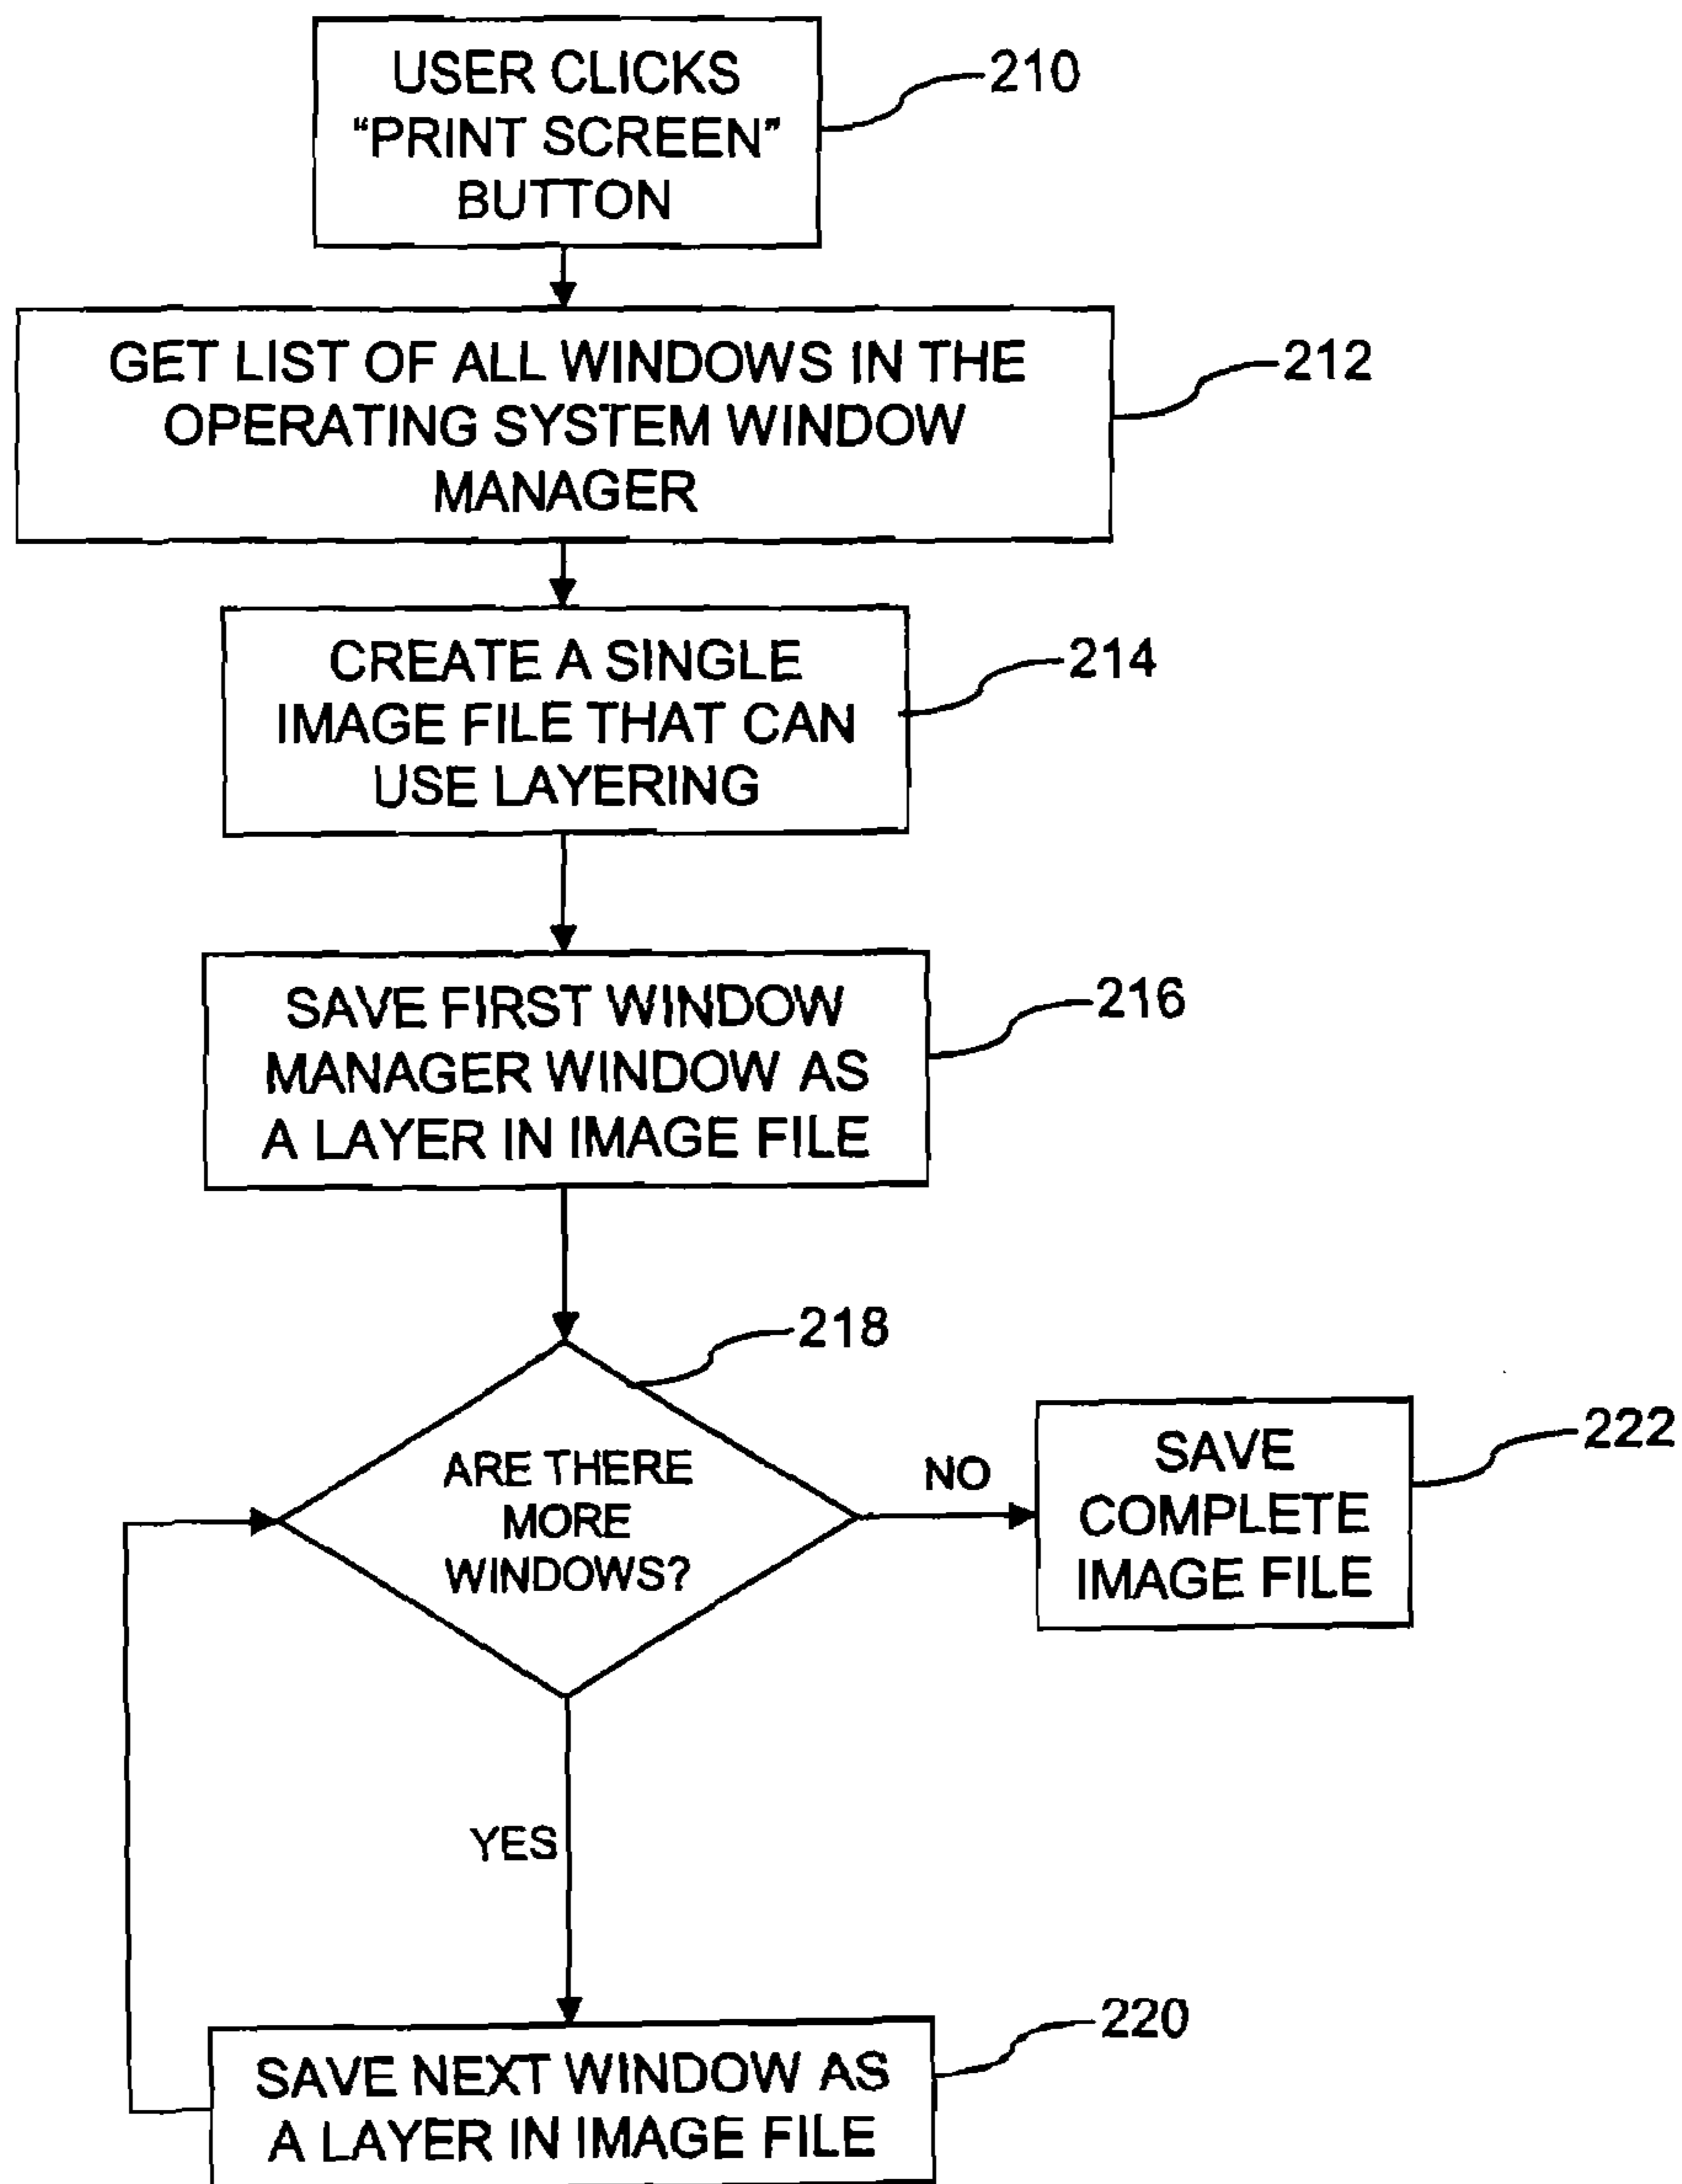 USER CLICKS
“PRINT SCREEN”
BUTTON
210
GET LIST OF ALL WINDOWS IN THE
OPERATING SYSTEM WINDOW
MANAGER
212
CREATE A SINGLE
IMAGE FILE THAT CAN
USE LAYERING
214
SAVE FIRST WINDOW
MANAGER WINDOW AS
A LAYER IN IMAGE FILE
216
218
ARE THERE
MORE
WINDOWS?
NO
SAVE
COMPLETE
IMAGE FILE
222
YES
SAVE NEXT WINDOW AS
A LAYER IN IMAGE FILE
220